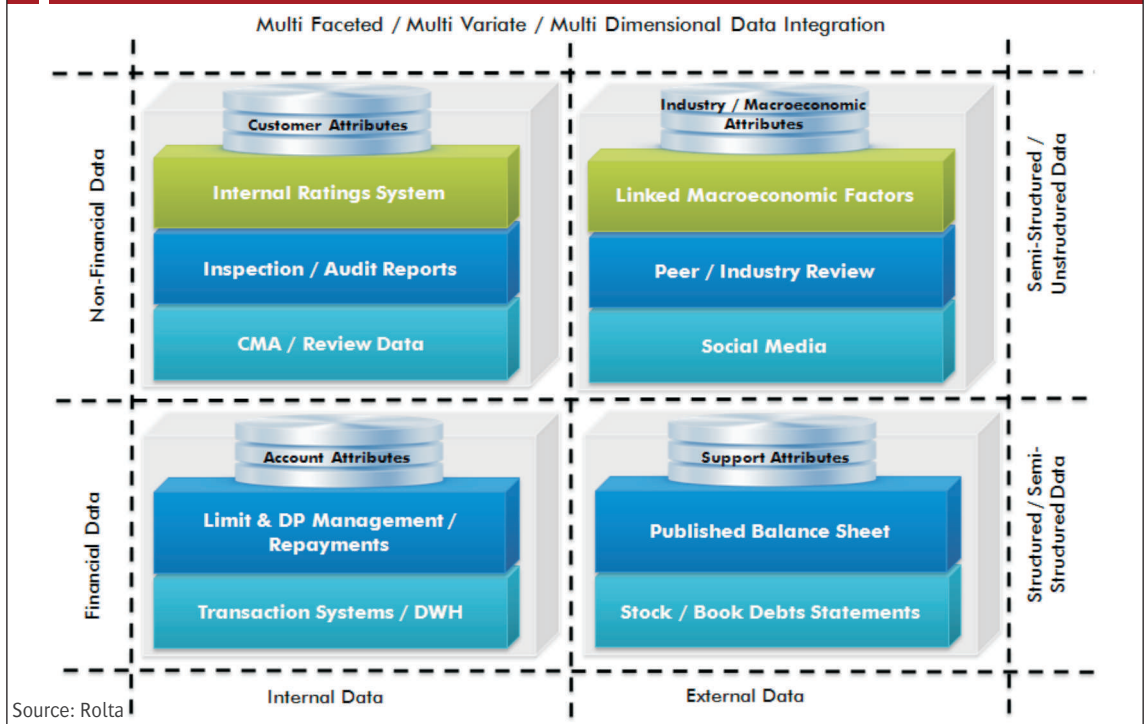 Multi Faceted / Multi Variate / Multi Dimensional Data Integration
Non-Financial Data
Customer Attributes
Internal Ratings System
Inspection / Audit Reports
CMA / Review Data
Industry / Macroeconomic
Attributes
Linked Macroeconomic Factors
Peer / Industry Review
Social Media
Semi-Structured /
Unstrudured Data
Financial Data
Account Attributes
Limit & DP Management /
Repayments
Transaction Systems / DWH
Support Attributes
Published Balance Sheet
Stock / Book Debts Statements
Structured / Semi-
Structured Data
Internal Data
External Data
Source: Rolta